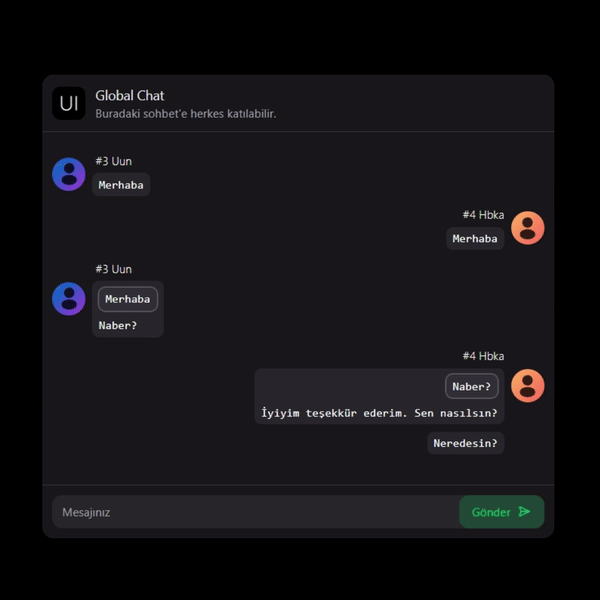 UI
Global Chat
Buradaki sohbet'e herkes katılabilir.
#3 Uun
Merhaba
#4 Hbka
Merhaba
#3 Uun
Merhaba
Naber?
#4 Hbka
Naber?
İyiyim teşekkür ederim. Sen nasılsın?
Neredesin?
Mesajınız
Gönder